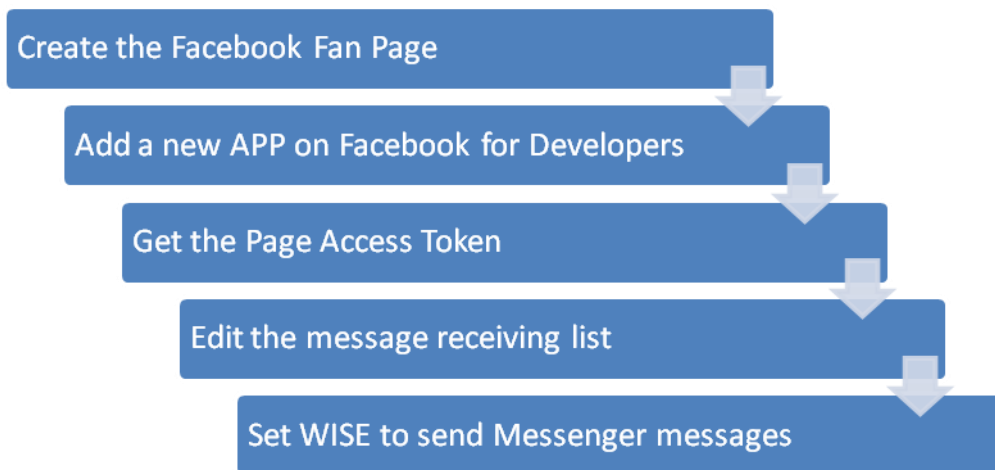 Create the Facebook Fan Page
Add a new APP on Facebook for Developers
Get the Page Access Token
Edit the message receiving list
Set WISE to send Messenger messages